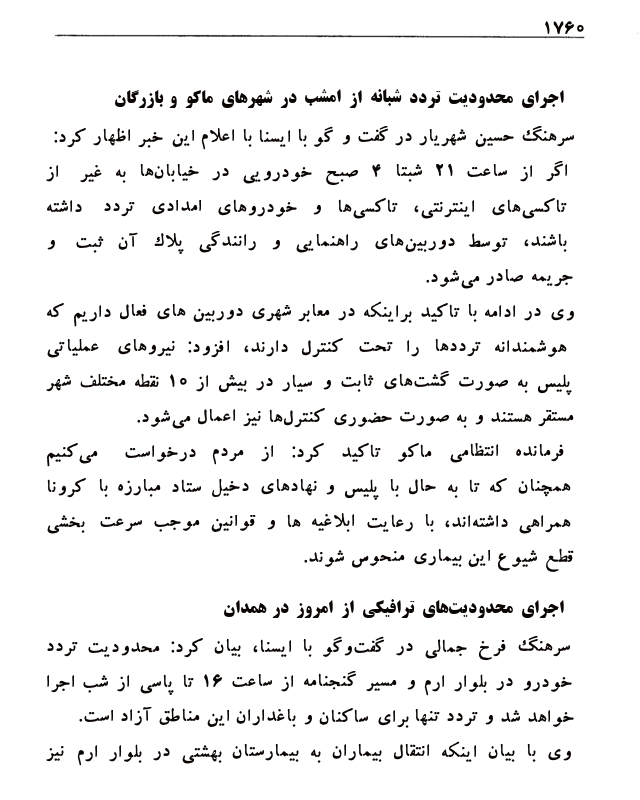 ۱۷۶۰
اجرای محدودیت تردد شبانه از امشب در شهرهای ماکو و بازرگان
سرهنگ حسین شهریار در گفت و گو با ایسنا با اعلام این خبر اظهار کرد:
اگر از ساعت ۲۱ شبتا ۴ صبح خودرویی در خیابان‌ها به غیر از
تاکسی‌های اینترنتی، تاکسی‌ها و خودروهای امدادی تردد داشته
باشند، توسط دوربین‌های راهنمایی و رانندگی پلاك آن ثبت و
جریمه صادر می‌شود.
وی در ادامه با تاکید براینکه در معابر شهری دوربین های فعال داریم که
هوشمندانه ترددها را تحت کنترل دارند، افزود: نیروهای عملیاتی
پلیس به صورت گشت‌های ثابت و سیار در بیش از ۱۰ نقطه مختلف شهر
مستقر هستند و به صورت حضوری کنترل‌ها نیز اعمال می‌شود.
فرمانده انتظامی ماکو تاکید کرد: از مردم درخواست می‌کنیم
همچنان که تا به حال با پلیس و نهادهای دخیل ستاد مبارزه با کرونا
همراهی داشته‌اند، با رعایت ابلاغیه ها و قوانین موجب سرعت بخشی
قطع شیوع این بیماری منحوس شوند.
اجرای محدودیت‌های ترافیکی از امروز در همدان
سرهنگ فرخ جمالی در گفت‌وگو با ایسنا، بیان کرد: محدودیت تردد
خودرو در بلوار ارم و مسیر گنجنامه از ساعت ۱۶ تا پاسی از شب اجرا
خواهد شد و تردد تنها برای ساکنان و باغداران این مناطق آزاد است.
وی با بیان اینکه انتقال بیماران به بیمارستان بهشتی در بلوار ارم نیز